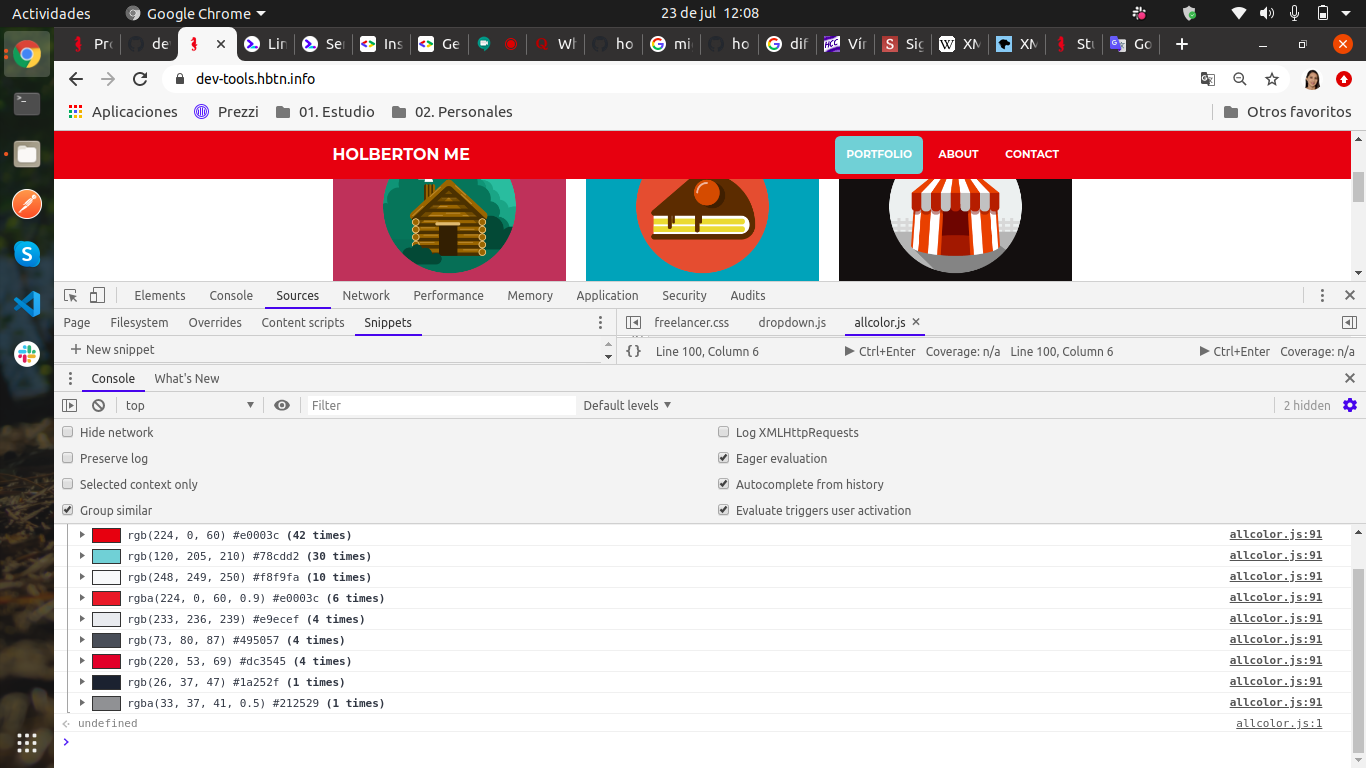 Actividades Google Chrome 23 de jul 12:08
Pro de Lin Ser Ins Ge Wh ho mi ho dif Vír Sig XM XM Stu Go
dev-tools.hbtn.info
Aplicaciones Prezzi 01. Estudio 02. Personales Otros favoritos
HOLBERTON ME PORTFOLIO ABOUT CONTACT
Elements Console Sources Network Performance Memory Application Security Audits
Page Filesystem Overrides Content scripts Snippets freelancer.css dropdown.js allcolor.js
+ New snippet {} Line 100, Column 6 Ctrl+Enter Coverage: n/a Line 100, Column 6 Ctrl+Enter Coverage: n/a
Console What's New
top Filter Default levels 2 hidden
Hide network Log XMLHttpRequests
Preserve log Eager evaluation
Selected context only Autocomplete from history
Group similar Evaluate triggers user activation
rgb(224, 0, 60) #e0003c (42 times) allcolor.js:91
rgb(120, 205, 210) #78cdd2 (30 times) allcolor.js:91
rgb(248, 249, 250) #f8f9fa (10 times) allcolor.js:91
rgba(224, 0, 60, 0.9) #e0003c (6 times) allcolor.js:91
rgb(233, 236, 239) #e9ecef (4 times) allcolor.js:91
rgb(73, 80, 87) #495057 (4 times) allcolor.js:91
rgb(220, 53, 69) #dc3545 (4 times) allcolor.js:91
rgb(26, 37, 47) #1a252f (1 times) allcolor.js:91
rgba(33, 37, 41, 0.5) #212529 (1 times) allcolor.js:91
undefined allcolor.js:1